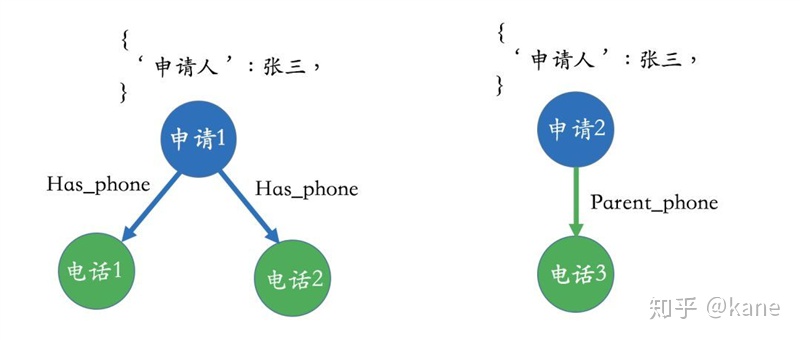 {
‘申请人’:张三，
}
申请1
Has_phone
Has_phone
电话1
电话2
{
‘申请人’:张三，
}
申请2
Parent_phone
电话3
知乎 @kane